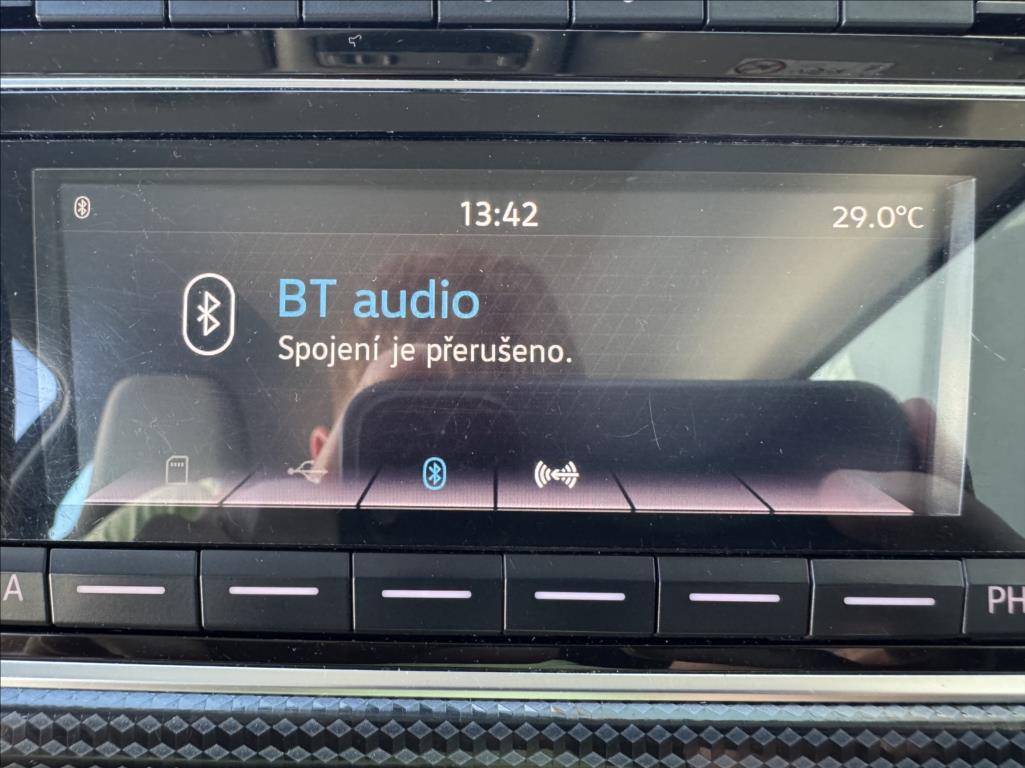 13:42
29.0°C
BT audio
Spojení je přerušeno.
A
PH